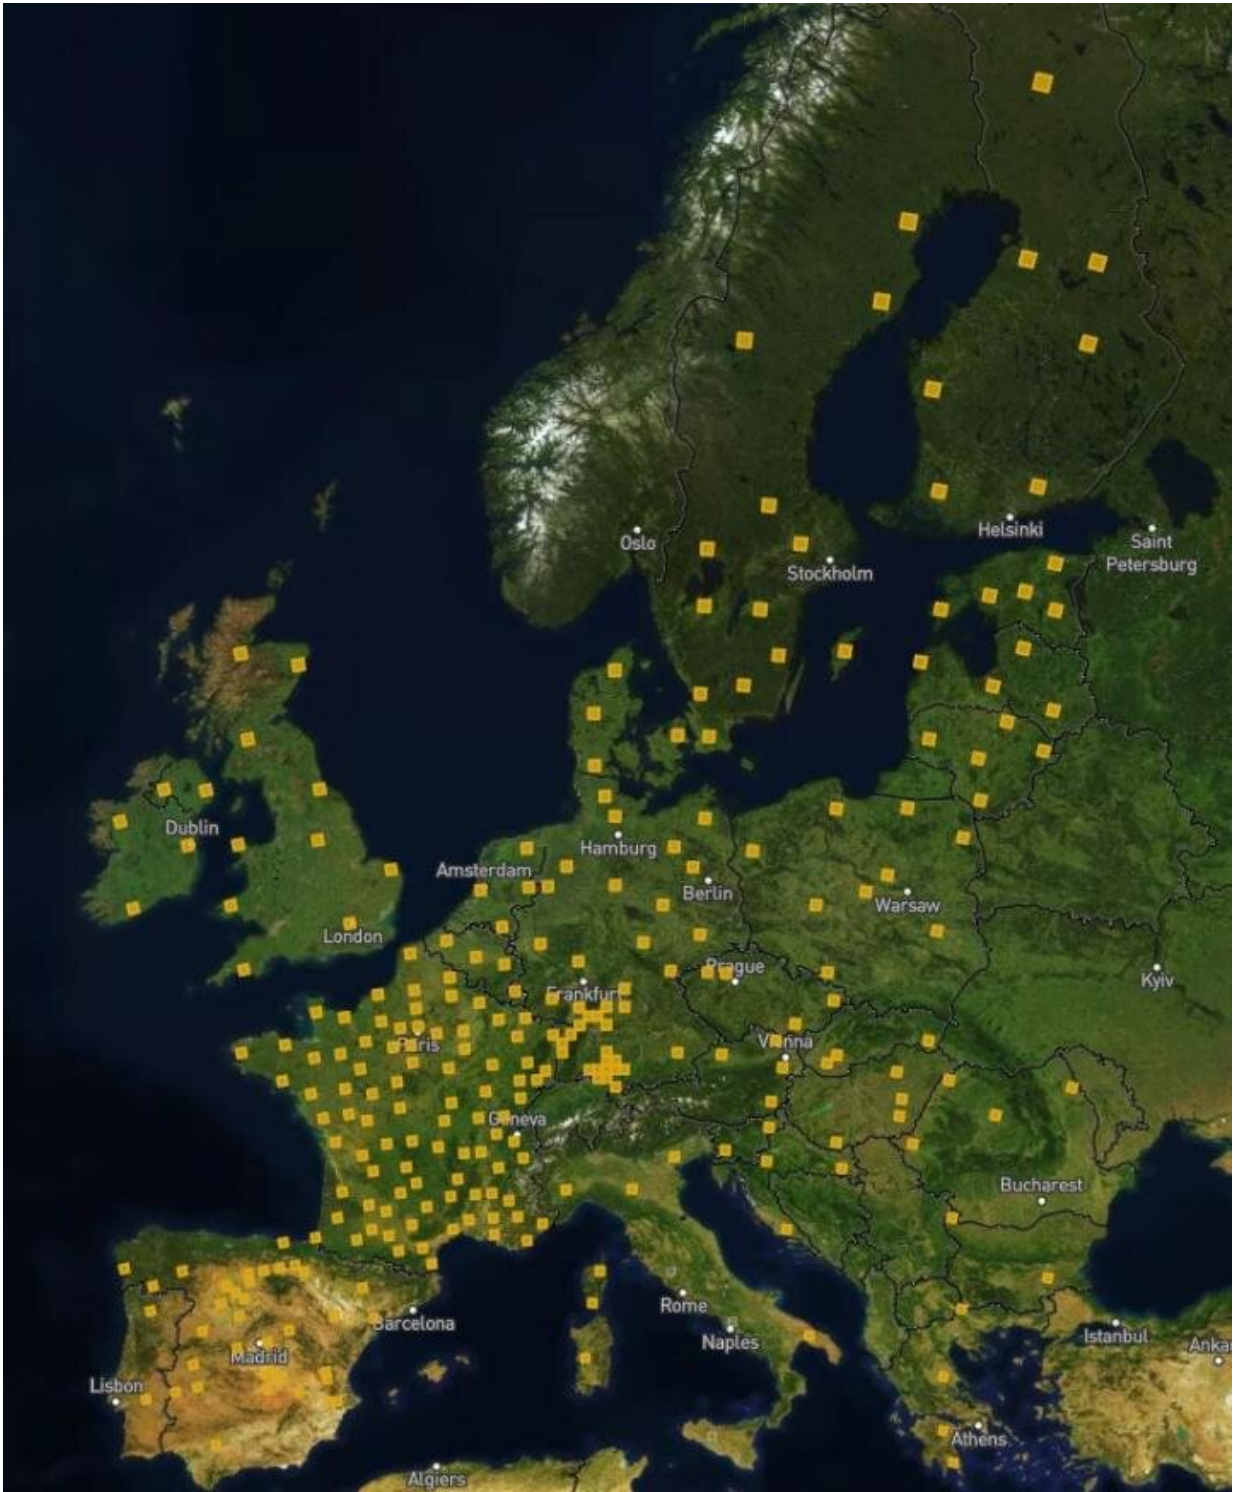 Oslo
Helsinki
Saint
Petersburg
Stockholm
Dublin
Hamburg
Amsterdam
Berlin
Warsaw
London
Prague
Kyiv
Frankfurt
Paris
Vienna
Geneva
Bucharest
Rome
Barcelona
Naples
Istanbul
Madrid
Anka
Lisbon
Athens
Algiers